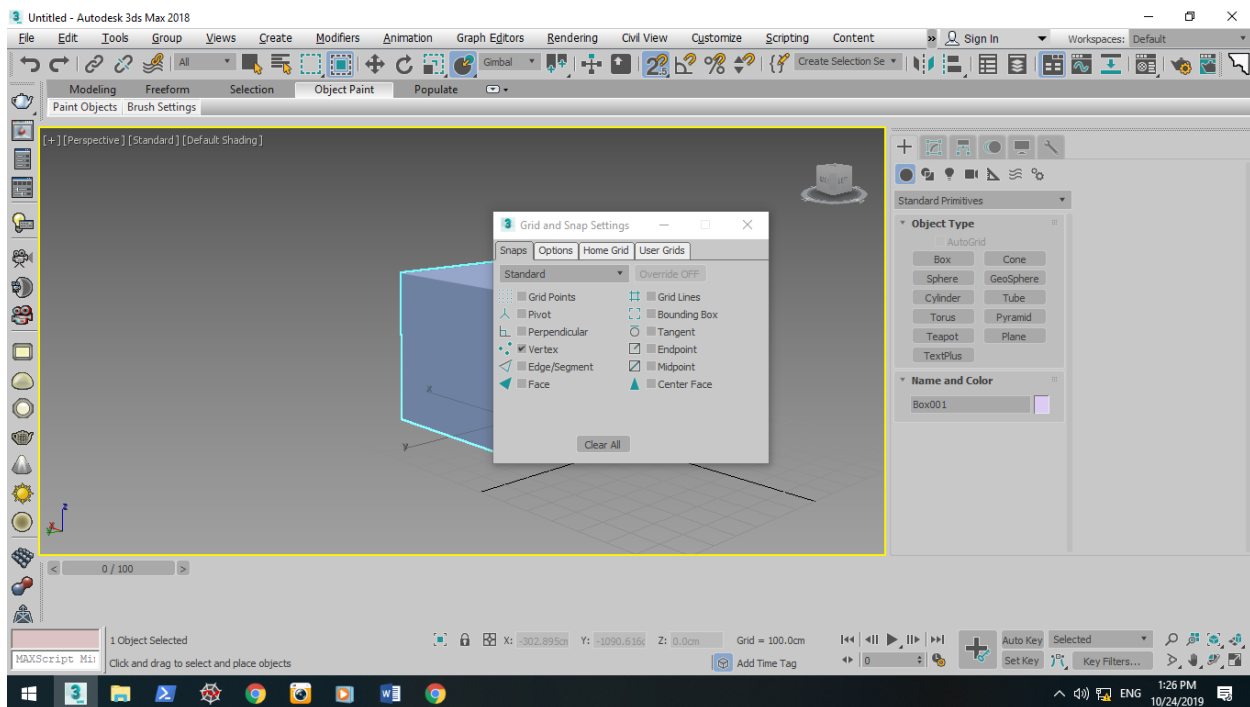 Untitled - Autodesk 3ds Max 2018
File Edit Tools Group Views Create Modifiers Animation Graph Editors Rendering Civil View Customize Scripting Content » Sign In Workspaces: Default
All Gimbal 2.5 Create Selection Se
Modeling Freeform Selection Object Paint Populate
Paint Objects Brush Settings
[+] [Perspective] [Standard] [Default Shading]
Standard Primitives
Object Type
AutoGrid
Box Cone
Sphere GeoSphere
Cylinder Tube
Torus Pyramid
Teapot Plane
TextPlus
Name and Color
Box001
3 Grid and Snap Settings
Snaps Options Home Grid User Grids
Standard Override OFF
Grid Points Grid Lines
Pivot Bounding Box
Perpendicular Tangent
Vertex Endpoint
Edge/Segment Midpoint
Face Center Face
Clear All
x
y
z
x
< 0 / 100 >
1 Object Selected X: -302.895cm Y: -1090.616c Z: 0.0cm Grid = 100.0cm Auto Key Selected
MAXScript Mi Click and drag to select and place objects Add Time Tag 0 Set Key Key Filters...
ENG 1:26 PM
10/24/2019